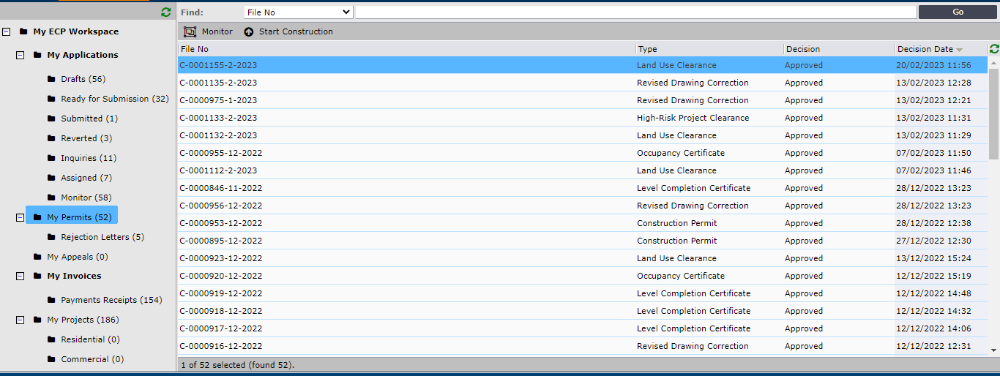 Find: File No Go
My ECP Workspace
My Applications
Drafts (56)
Ready for Submission (32)
Submitted (1)
Reverted (3)
Inquiries (11)
Assigned (7)
Monitor (58)
My Permits (52)
Rejection Letters (5)
My Appeals (0)
My Invoices
Payments Receipts (154)
My Projects (186)
Residential (0)
Commercial (0)
Monitor Start Construction
File No Type Decision Decision Date
C-0001155-2-2023 Land Use Clearance Approved 20/02/2023 11:56
C-0001135-2-2023 Revised Drawing Correction Approved 13/02/2023 12:28
C-0000975-1-2023 Revised Drawing Correction Approved 13/02/2023 12:21
C-0001133-2-2023 High-Risk Project Clearance Approved 13/02/2023 11:31
C-0001132-2-2023 Land Use Clearance Approved 13/02/2023 11:29
C-0000955-12-2022 Occupancy Certificate Approved 07/02/2023 11:50
C-0001112-2-2023 Land Use Clearance Approved 07/02/2023 11:46
C-0000846-11-2022 Level Completion Certificate Approved 28/12/2022 13:23
C-0000956-12-2022 Revised Drawing Correction Approved 28/12/2022 13:23
C-0000953-12-2022 Construction Permit Approved 28/12/2022 12:38
C-0000895-12-2022 Construction Permit Approved 27/12/2022 12:30
C-0000923-12-2022 Land Use Clearance Approved 13/12/2022 15:24
C-0000920-12-2022 Occupancy Certificate Approved 12/12/2022 15:19
C-0000919-12-2022 Level Completion Certificate Approved 12/12/2022 14:48
C-0000918-12-2022 Level Completion Certificate Approved 12/12/2022 14:32
C-0000917-12-2022 Level Completion Certificate Approved 12/12/2022 14:06
C-0000916-12-2022 Revised Drawing Correction Approved 12/12/2022 12:31
1 of 52 selected (found 52).